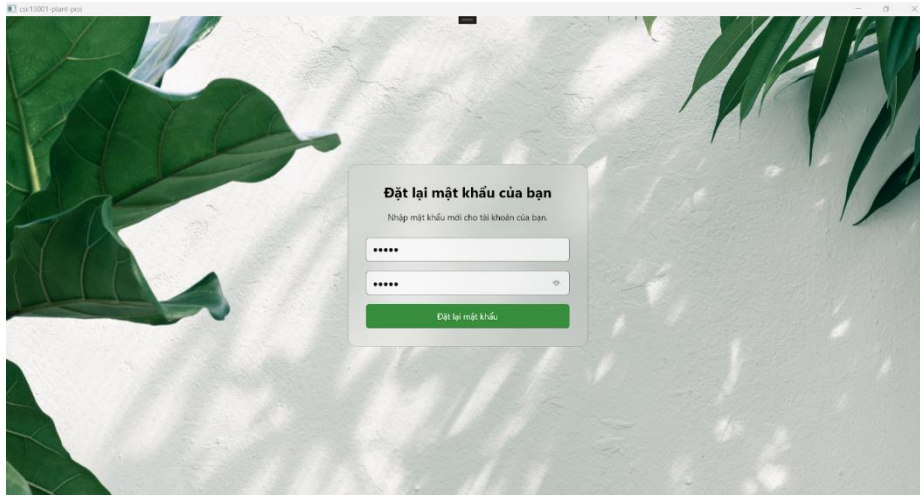 csc13001-plant-pos
Đặt lại mật khẩu của bạn
Nhập mật khẩu mới cho tài khoản của bạn.
●●●●●
●●●●●
Đặt lại mật khẩu